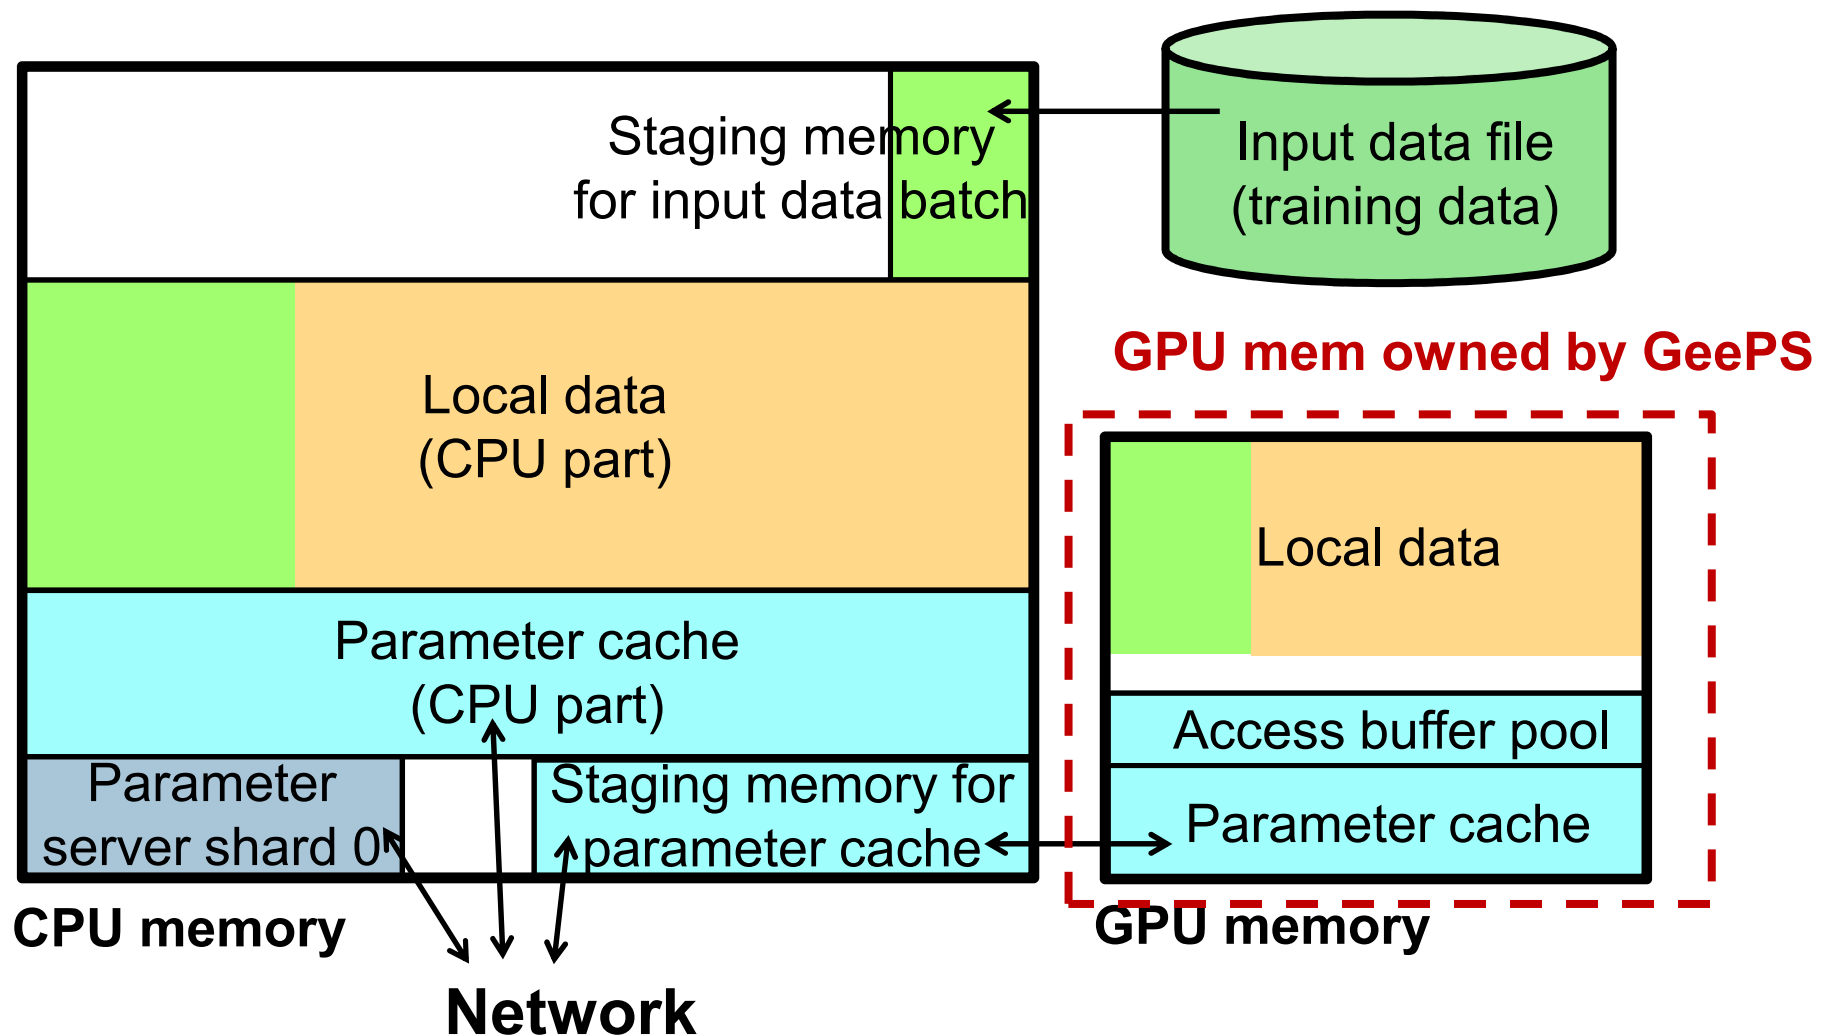 Staging memory
for input data batch
Input data file
(training data)
GPU mem owned by GeePS
Local data
(CPU part)
Local data
Parameter cache
(CPU part)
Access buffer pool
Parameter
server shard 0
Staging memory for
parameter cache
Parameter cache
CPU memory
GPU memory
Network